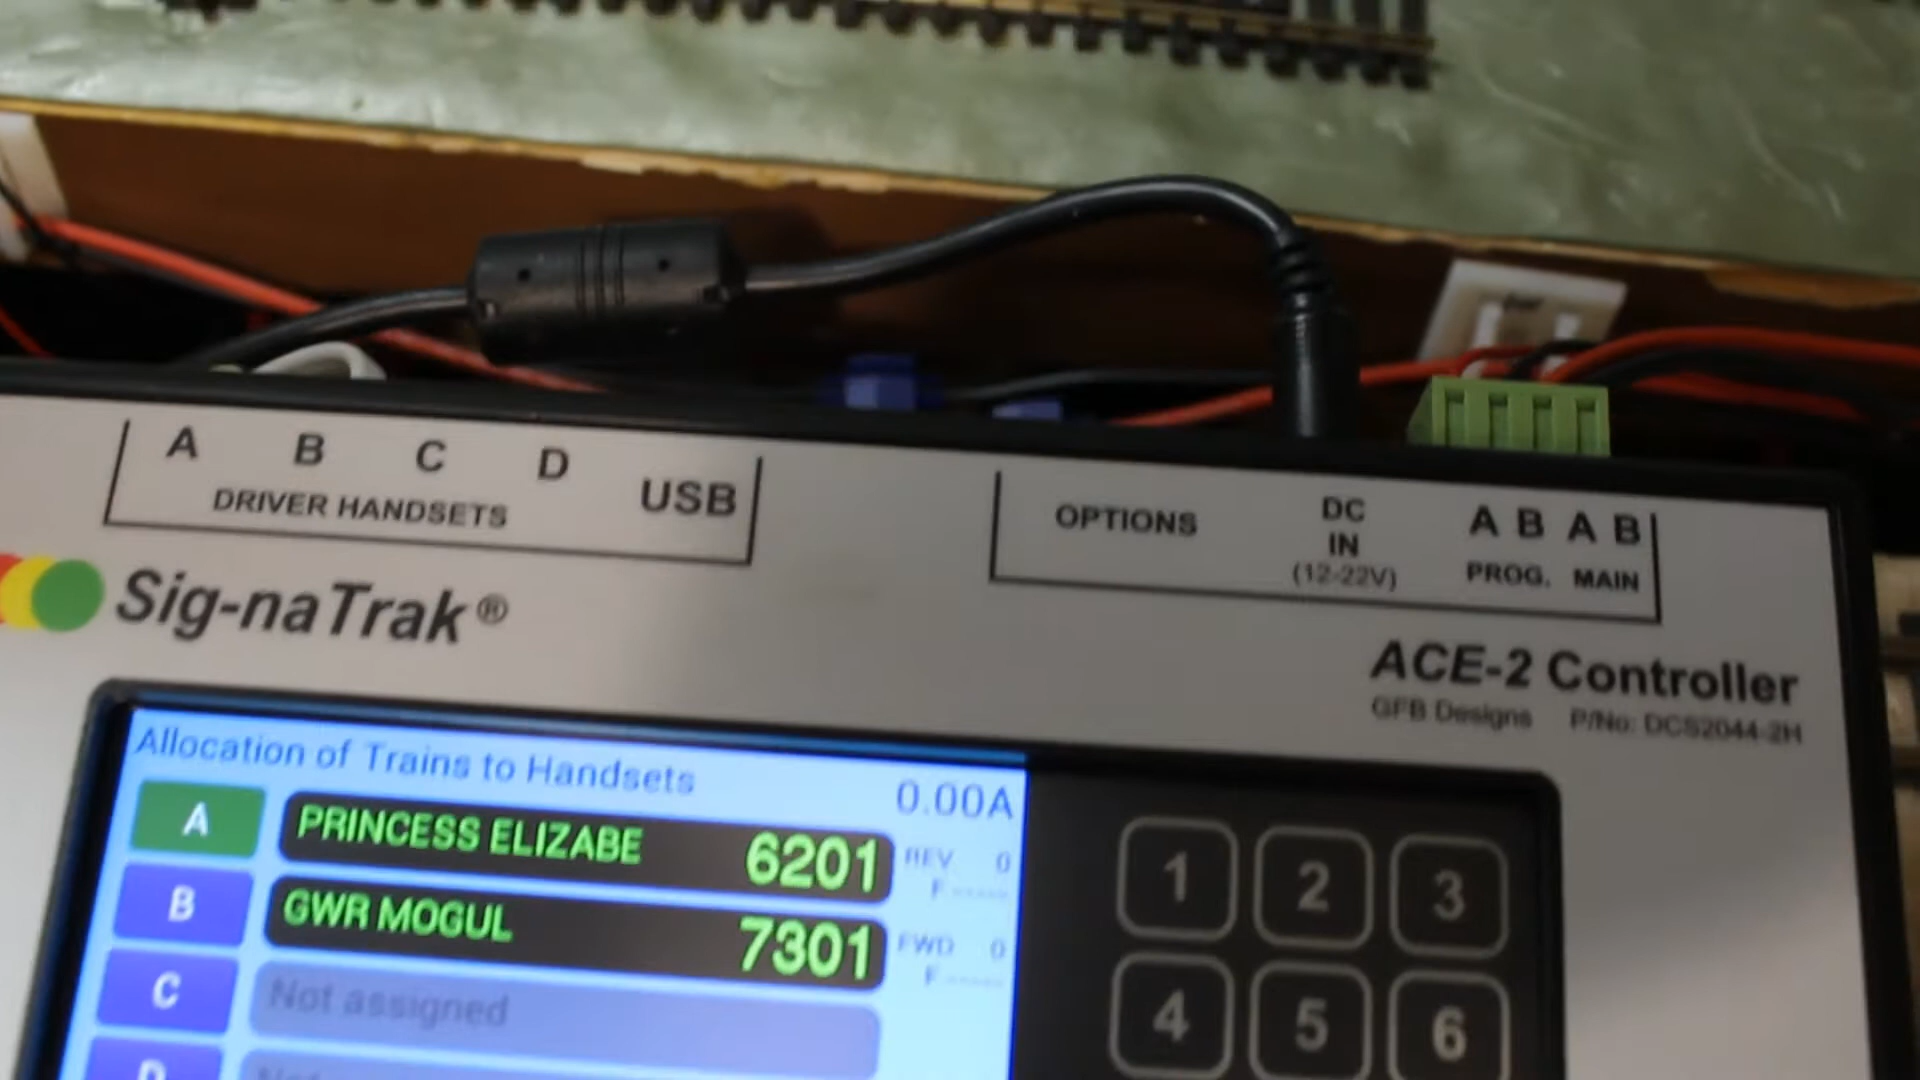 A B C D
DRIVER HANDSETS
USB
OPTIONS
DC
IN
(12-22V)
A B A B
PROG. MAIN
Sig-naTrak®
ACE-2 Controller
GFB Designs P/No: DCS2044-2H
Allocation of Trains to Handsets 0.00A
A PRINCESS ELIZABE 6201 REV 0
F -----
B GWR MOGUL 7301 FWD 0
F -----
C Not assigned
D Not
1 2 3
4 5 6